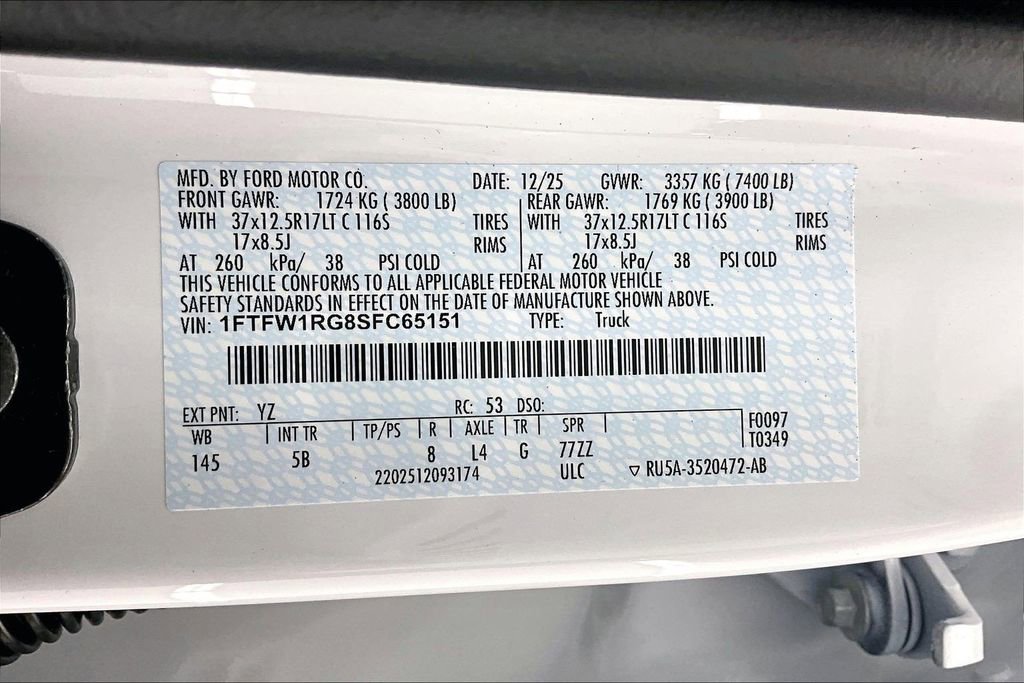 MFD. BY FORD MOTOR CO. DATE: 12/25 GVWR: 3357 KG ( 7400 LB)
FRONT GAWR: 1724 KG ( 3800 LB) REAR GAWR: 1769 KG ( 3900 LB)
WITH 37x12.5R17LT C 116S TIRES WITH 37x12.5R17LT C 116S TIRES
17x8.5J RIMS 17x8.5J RIMS
AT 260 kPa/ 38 PSI COLD AT 260 kPa/ 38 PSI COLD
THIS VEHICLE CONFORMS TO ALL APPLICABLE FEDERAL MOTOR VEHICLE
SAFETY STANDARDS IN EFFECT ON THE DATE OF MANUFACTURE SHOWN ABOVE.
VIN: 1FTFW1RG8SFC65151 TYPE: Truck
EXT PNT: YZ RC: 53 DSO:
WB INT TR TP/PS R AXLE TR SPR F0097
145 5B 8 L4 G 77ZZ T0349
2202512093174 ULC ▽ RU5A-3520472-AB